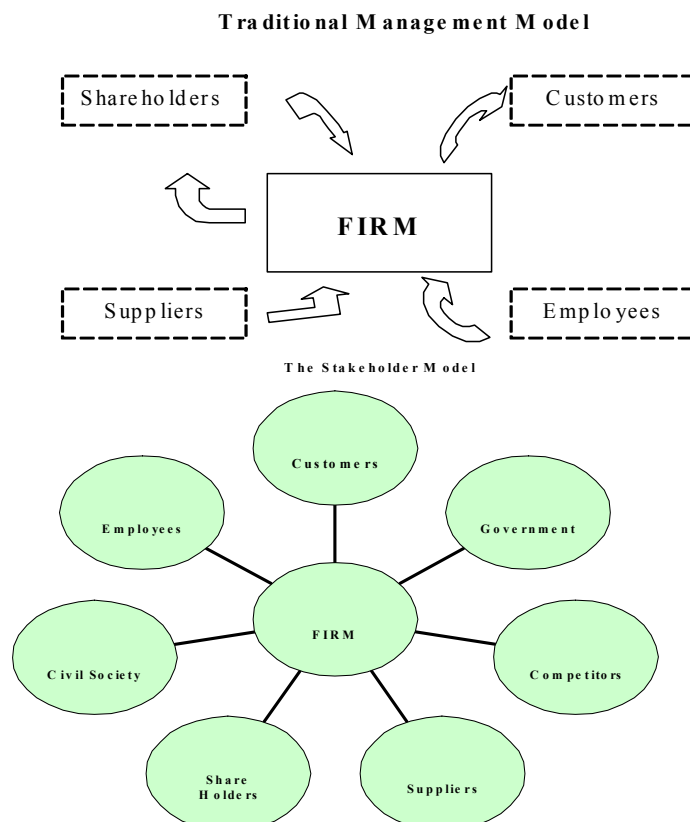 Traditional Management Model
Shareholders
Customers
FIRM
Suppliers
Employees
The Stakeholder Model
Customers
Employees
Government
FIRM
Civil Society
Competitors
Share
Holders
Suppliers